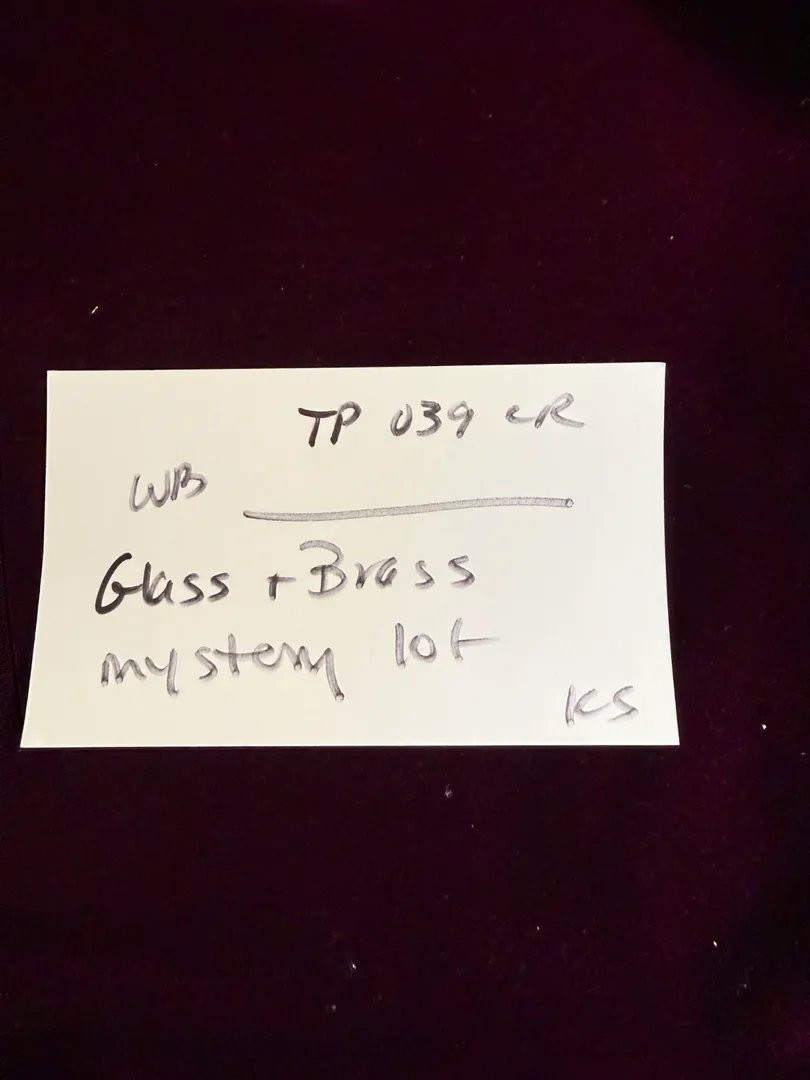 TP 039 CR
WB
Glass + Brass
mystery lot
KS